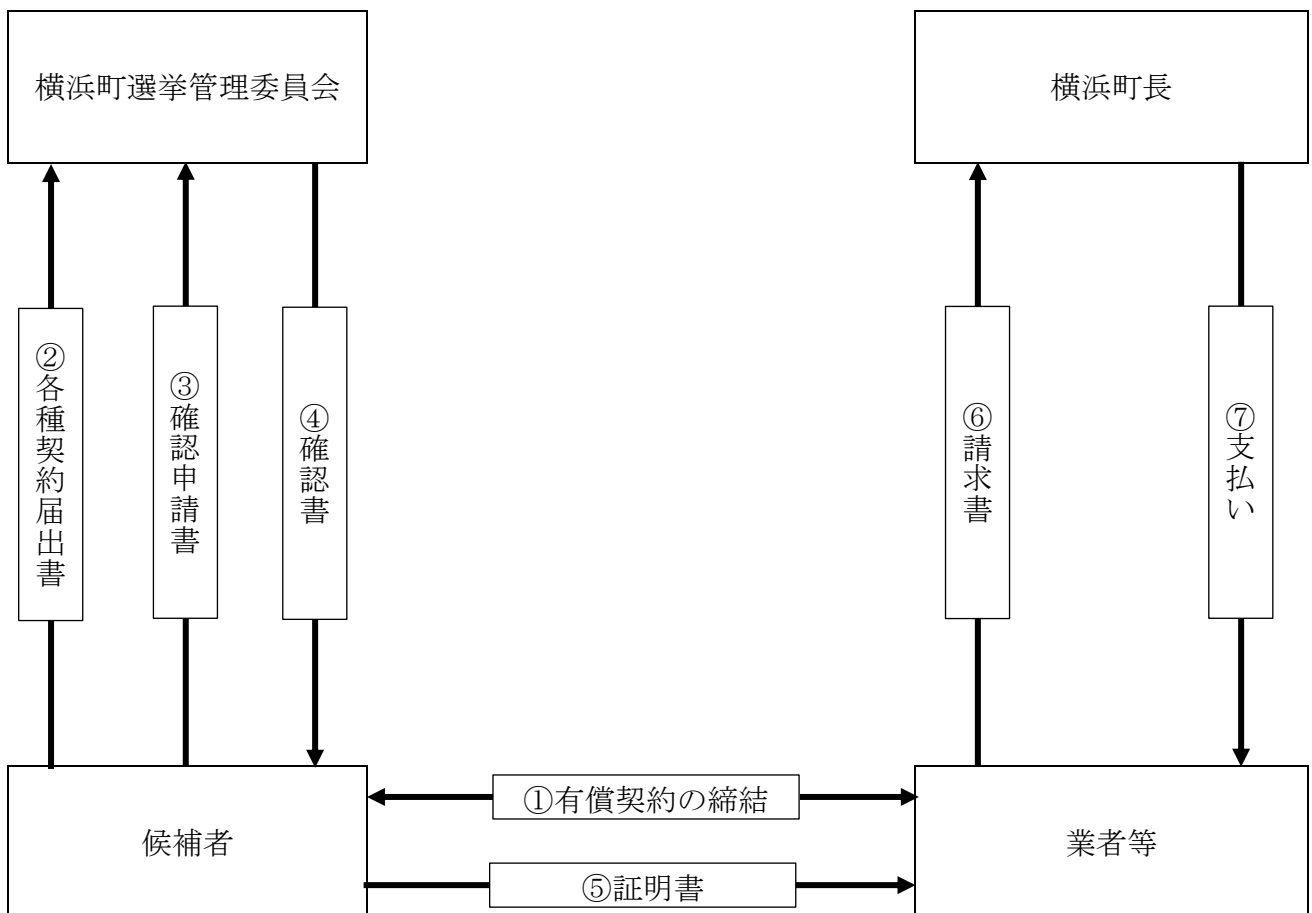 横浜町選挙管理委員会
横浜町長
②各種契約届出書
③確認申請書
④確認書
⑥請求書
⑦支払い
①有償契約の締結
候補者
業者等
⑤証明書